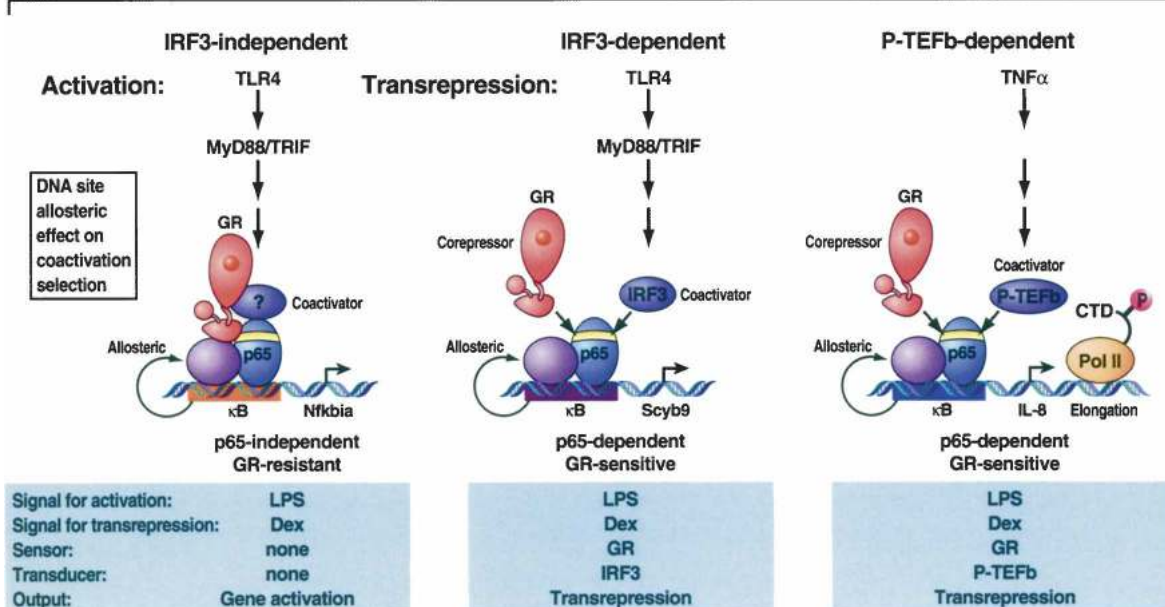 IRF3-independent
IRF3-dependent
P-TEFb-dependent
Activation:
TLR4
Transrepression:
TLR4
TNFα
MyD88/TRIF
MyD88/TRIF
DNA site
allosteric
effect on
coactivation
selection
GR
?
Coactivator
Allosteric
p65
κB
Nfkbia
p65-independent
GR-resistant
GR
Corepressor
IRF3
Coactivator
Allosteric
p65
κB
Scyb9
p65-dependent
GR-sensitive
GR
Corepressor
Coactivator
P-TEFb
CTD
P
Allosteric
p65
Pol II
κB
IL-8
Elongation
p65-dependent
GR-sensitive
Signal for activation: LPS LPS LPS
Signal for transrepression: Dex Dex Dex
Sensor: none GR GR
Transducer: none IRF3 P-TEFb
Output: Gene activation Transrepression Transrepression